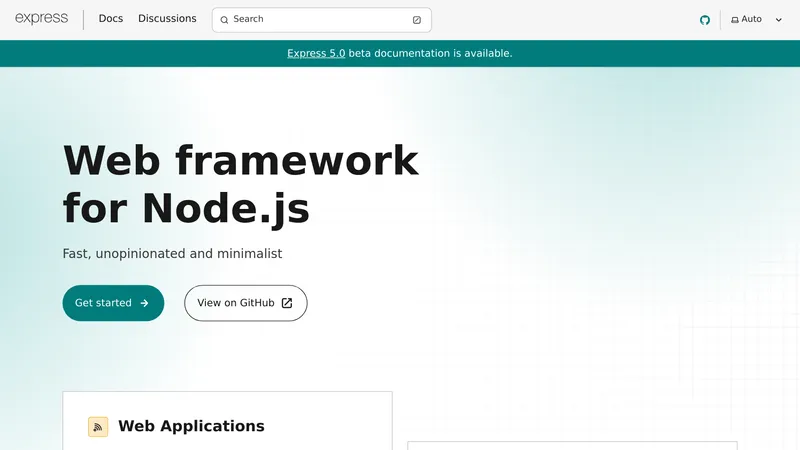 express
Docs
Discussions
Search
Auto
Express 5.0 beta documentation is available.
Web framework
for Node.js
Fast, unopinionated and minimalist
Get started
View on GitHub
Web Applications